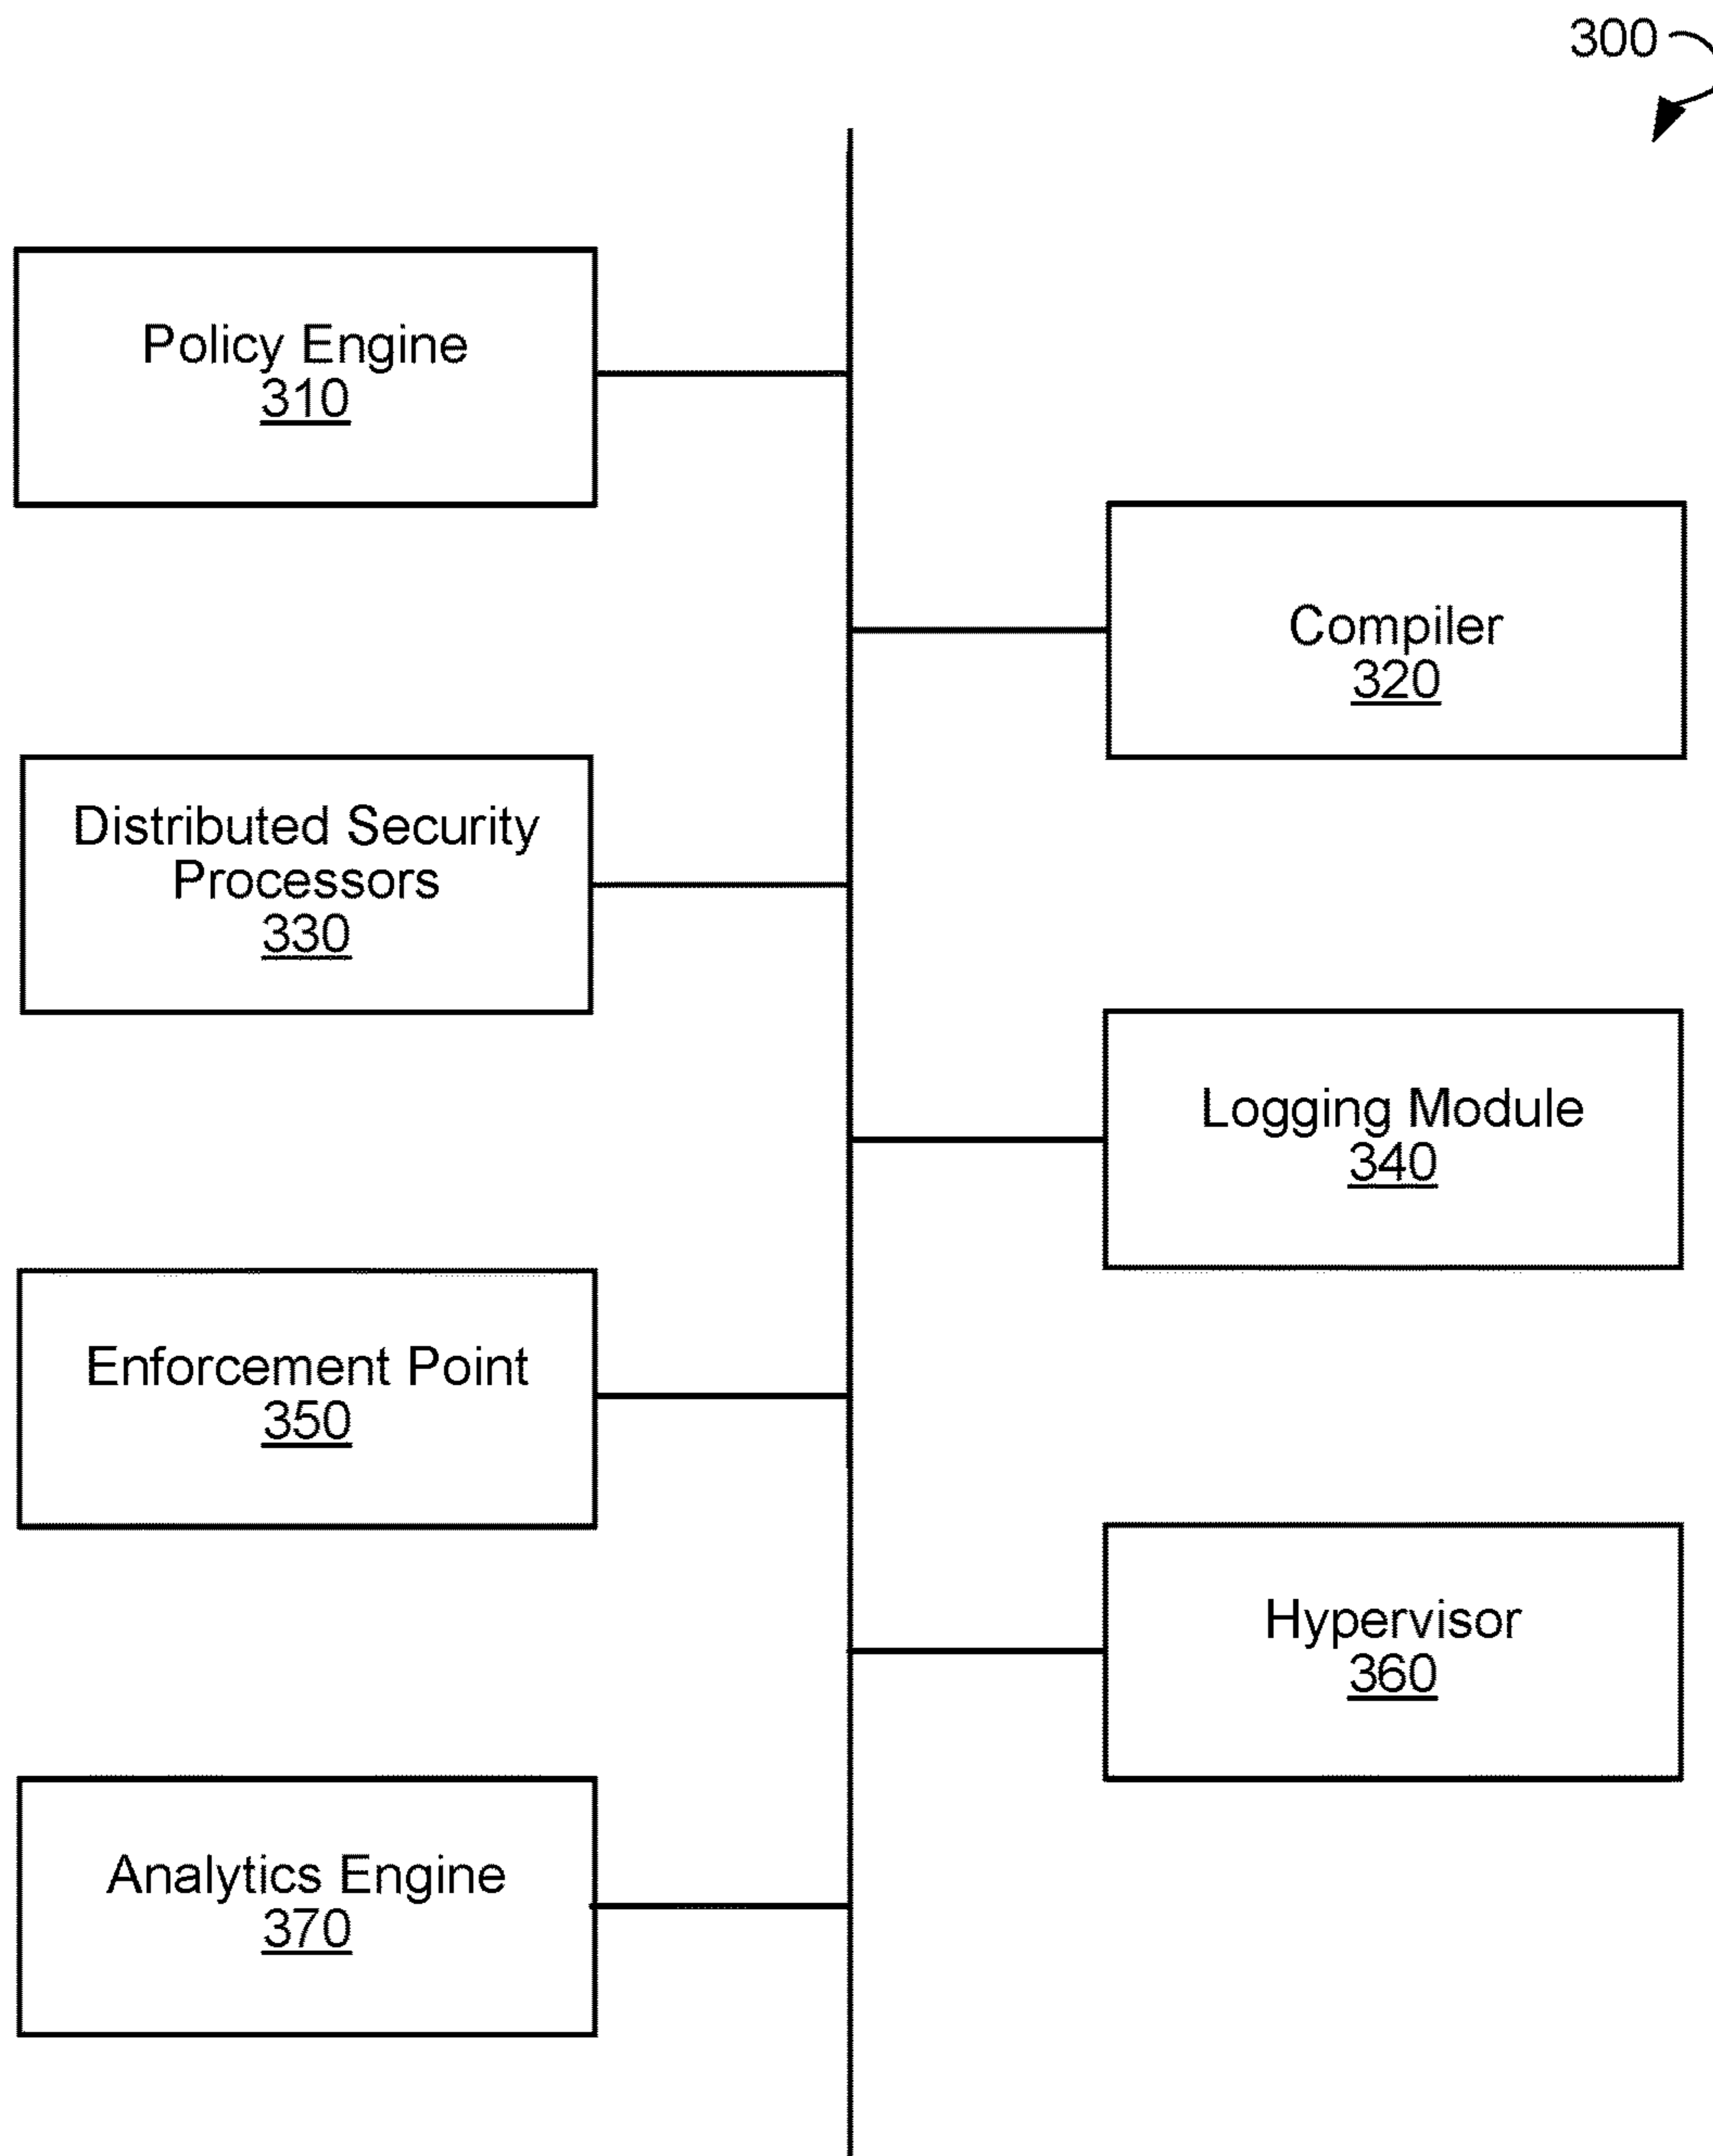 300
Policy Engine
310
Compiler
320
Distributed Security
Processors
330
Logging Module
340
Enforcement Point
350
Hypervisor
360
Analytics Engine
370